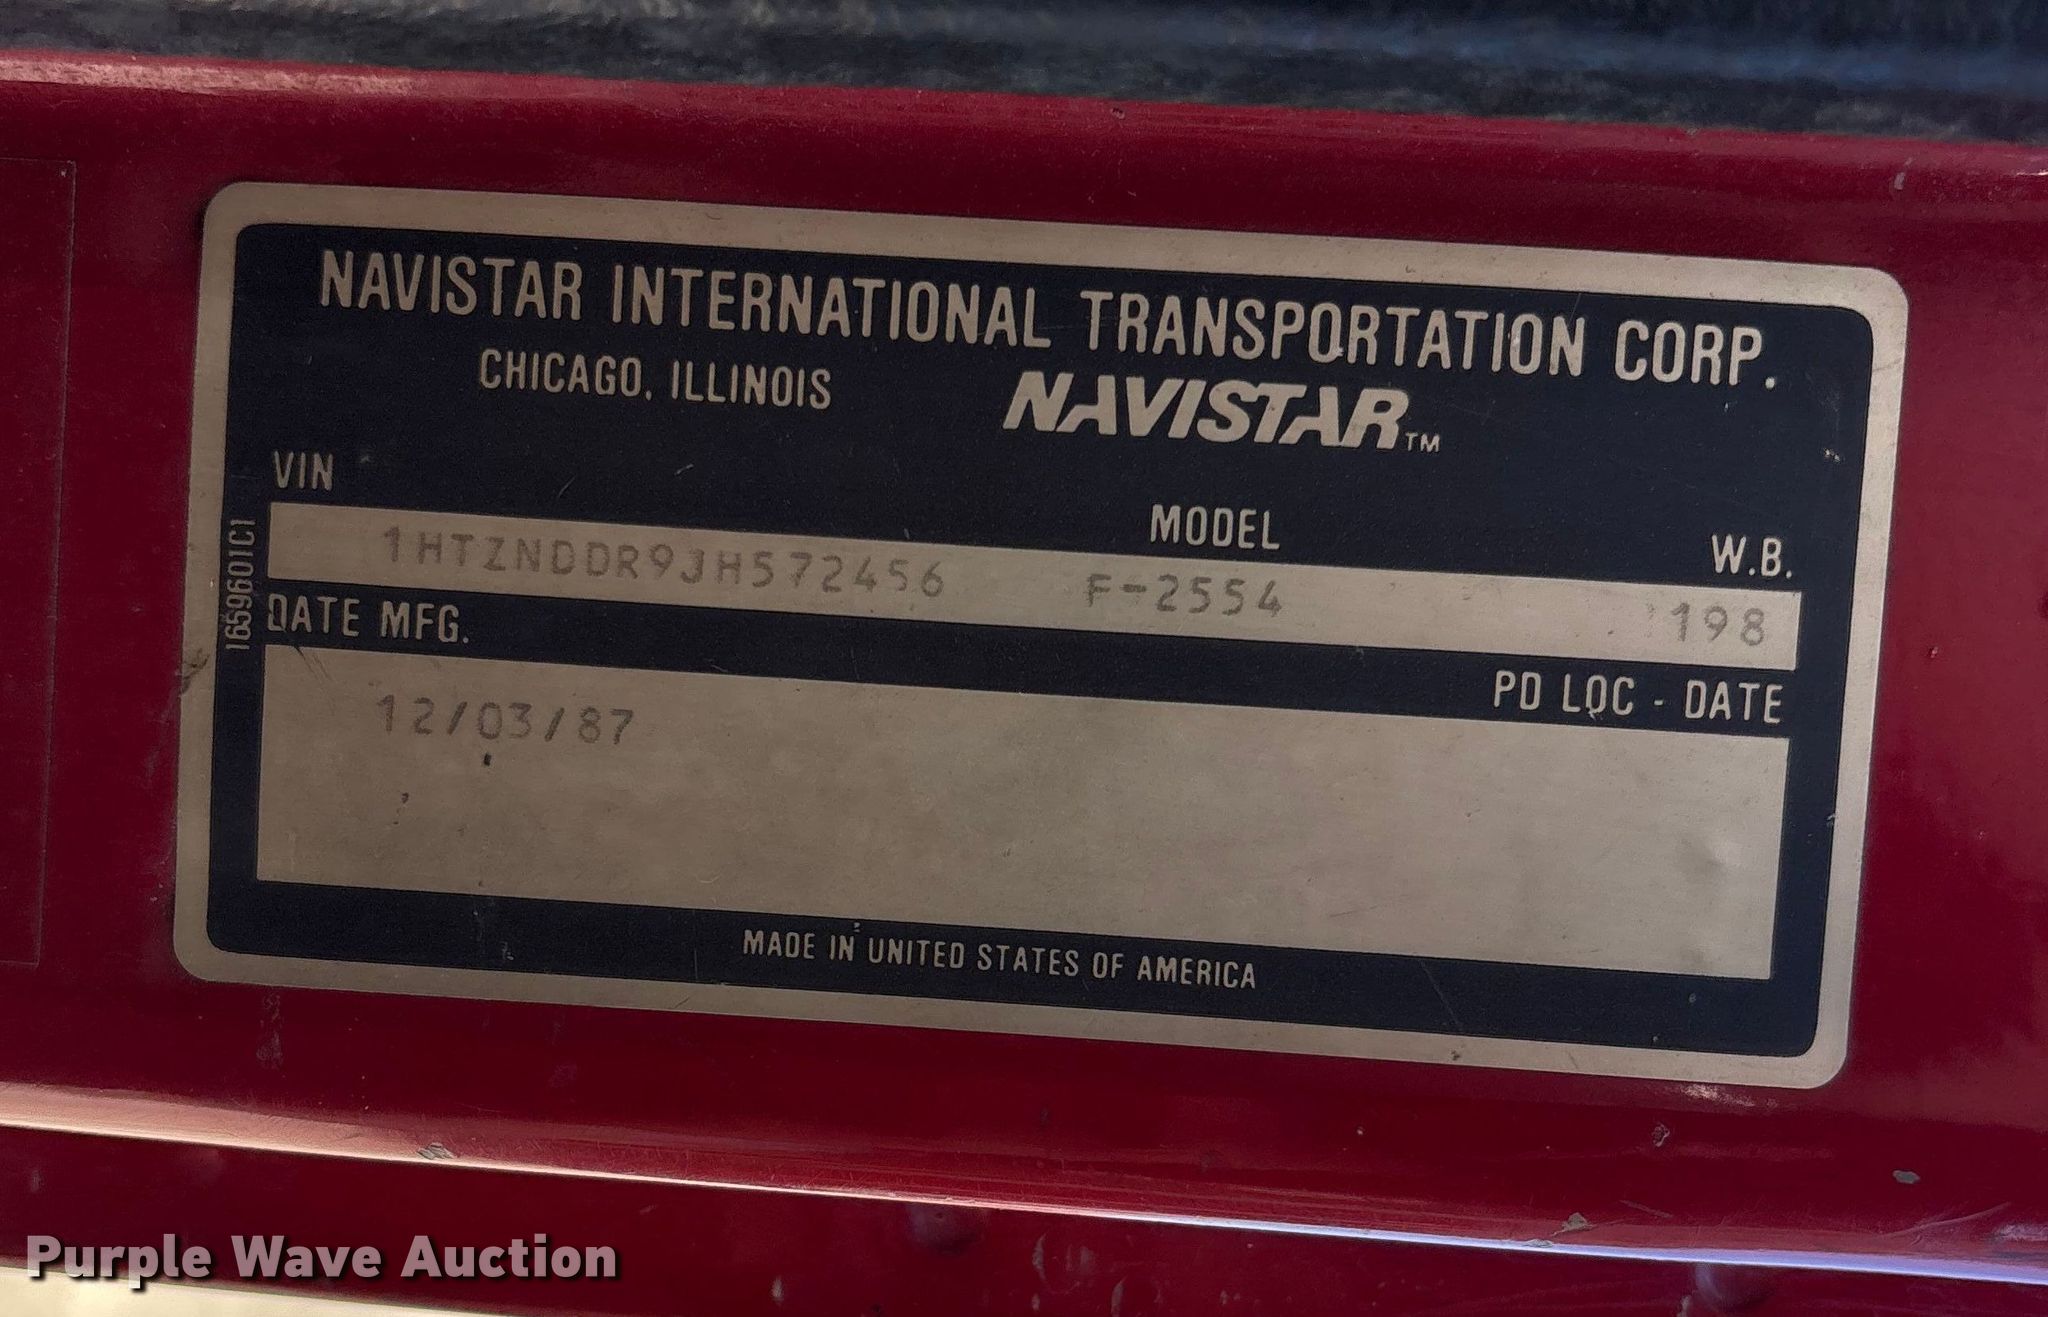 NAVISTAR INTERNATIONAL TRANSPORTATION CORP.
CHICAGO, ILLINOIS
NAVISTAR™
VIN
MODEL
W.B.
1HTZNDDR9JH572456
F-2554
198
1659601C1
DATE MFG.
PD LOC - DATE
12/03/87
MADE IN UNITED STATES OF AMERICA
Purple Wave Auction